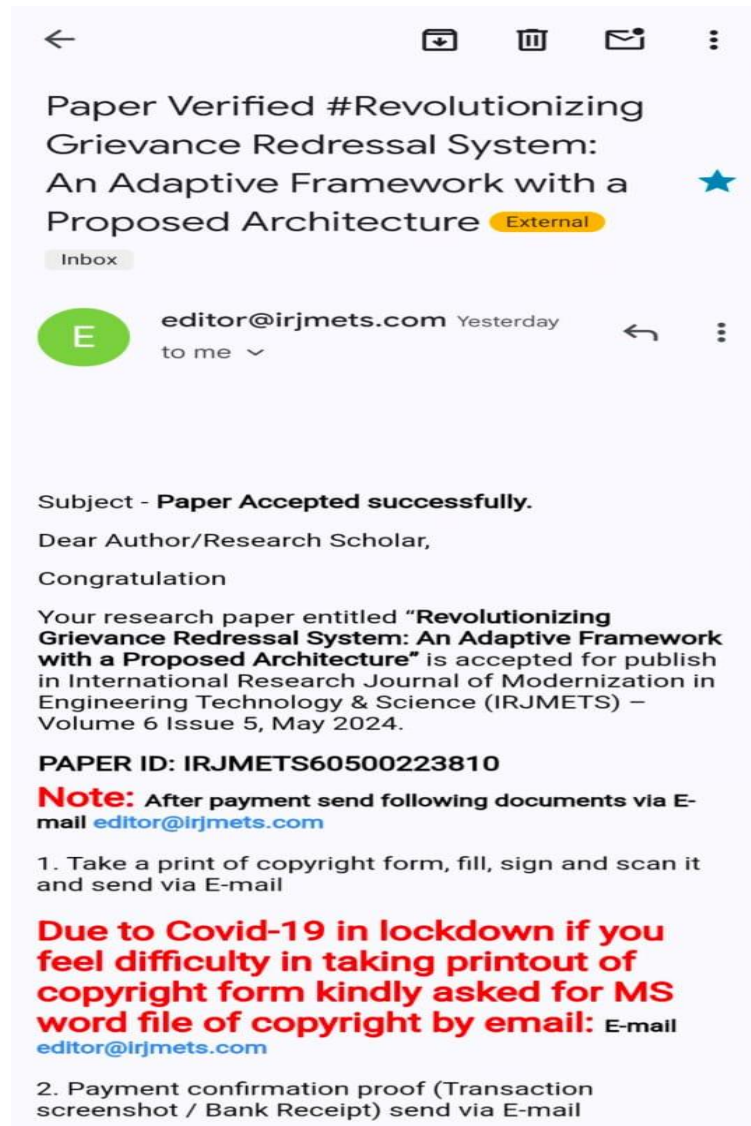 Paper Verified #Revolutionizing
Grievance Redressal System:
An Adaptive Framework with a
Proposed Architecture External
Inbox
E
editor@irjmets.com Yesterday
to me
Subject - Paper Accepted successfully.
Dear Author/Research Scholar,
Congratulation
Your research paper entitled “Revolutionizing
Grievance Redressal System: An Adaptive Framework
with a Proposed Architecture” is accepted for publish
in International Research Journal of Modernization in
Engineering Technology & Science (IRJMETS) –
Volume 6 Issue 5, May 2024.
PAPER ID: IRJMETS60500223810
Note: After payment send following documents via E-
mail editor@irjmets.com
1. Take a print of copyright form, fill, sign and scan it
and send via E-mail
Due to Covid-19 in lockdown if you
feel difficulty in taking printout of
copyright form kindly asked for MS
word file of copyright by email: E-mail
editor@irjmets.com
2. Payment confirmation proof (Transaction
screenshot / Bank Receipt) send via E-mail